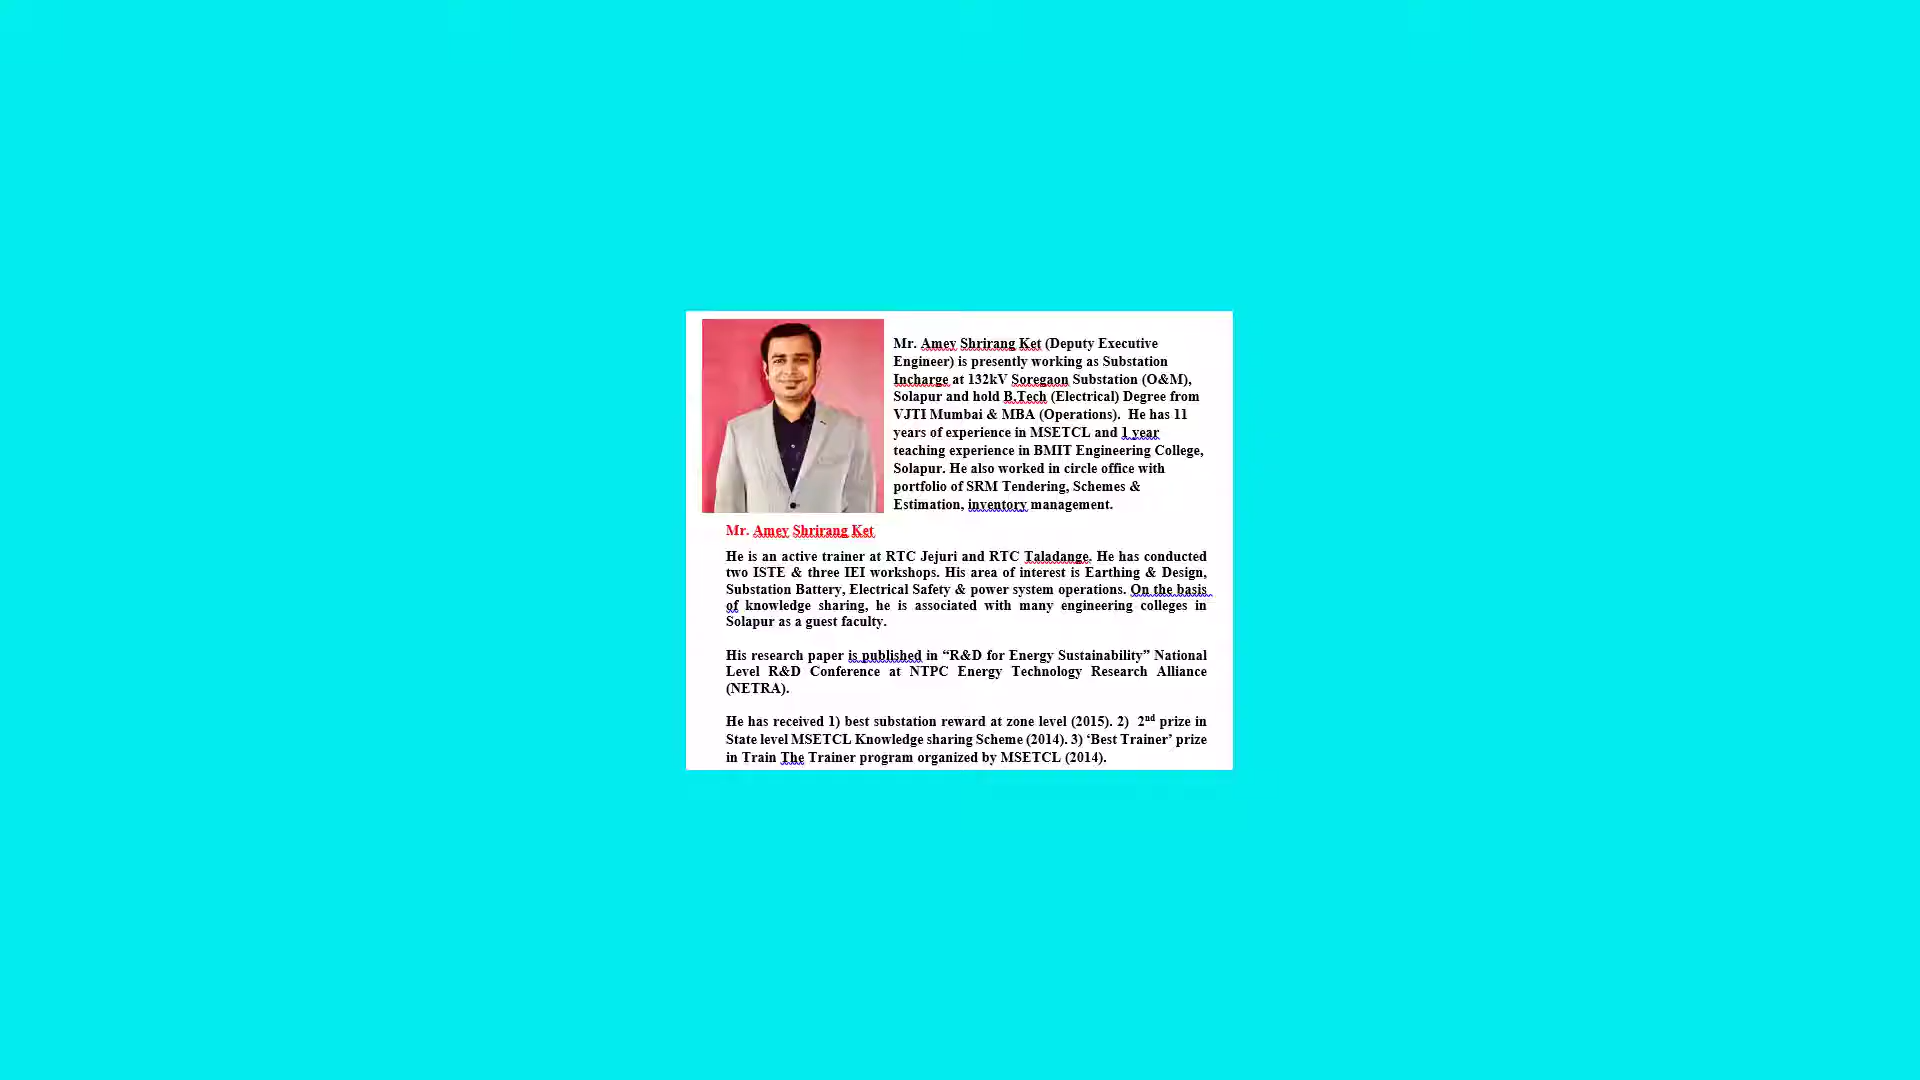 Mr. Amey Shrirang Ket (Deputy Executive
Engineer) is presently working as Substation
Incharge at 132kV Soregaon Substation (O&M),
Solapur and hold B.Tech (Electrical) Degree from
VJTI Mumbai & MBA (Operations). He has 11
years of experience in MSETCL and 1 year
teaching experience in BMIT Engineering College,
Solapur. He also worked in circle office with
portfolio of SRM Tendering, Schemes &
Estimation, inventory management.
Mr. Amey Shrirang Ket
He is an active trainer at RTC Jejuri and RTC Taladange. He has conducted
two ISTE & three IEI workshops. His area of interest is Earthing & Design,
Substation Battery, Electrical Safety & power system operations. On the basis
of knowledge sharing, he is associated with many engineering colleges in
Solapur as a guest faculty.
His research paper is published in “R&D for Energy Sustainability” National
Level R&D Conference at NTPC Energy Technology Research Alliance
(NETRA).
He has received 1) best substation reward at zone level (2015). 2) 2nd prize in
State level MSETCL Knowledge sharing Scheme (2014). 3) ‘Best Trainer’ prize
in Train The Trainer program organized by MSETCL (2014).